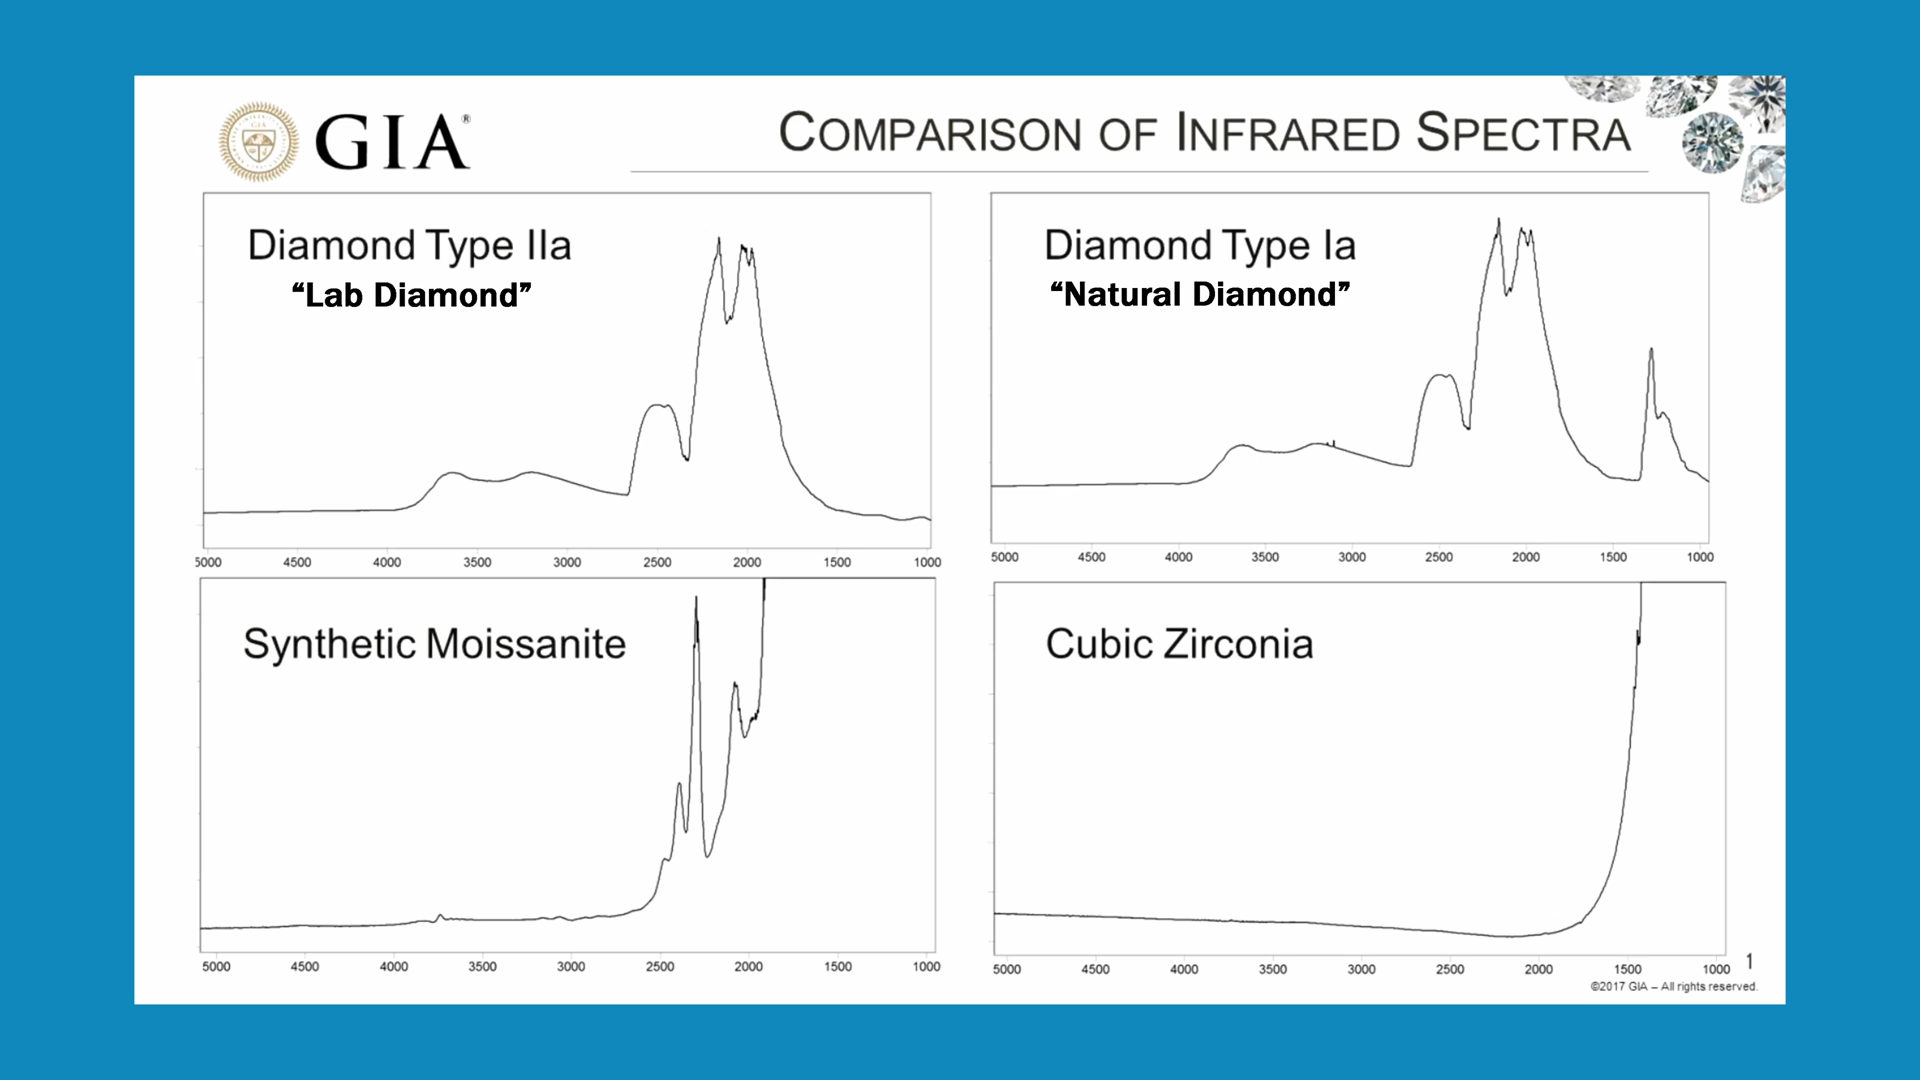 GIA®
COMPARISON OF INFRARED SPECTRA
Diamond Type IIa
“Lab Diamond”
5000 4500 4000 3500 3000 2500 2000 1500 1000
Diamond Type Ia
“Natural Diamond”
5000 4500 4000 3500 3000 2500 2000 1500 1000
Synthetic Moissanite
5000 4500 4000 3500 3000 2500 2000 1500 1000
Cubic Zirconia
5000 4500 4000 3500 3000 2500 2000 1500 1000
1
©2017 GIA – All rights reserved.